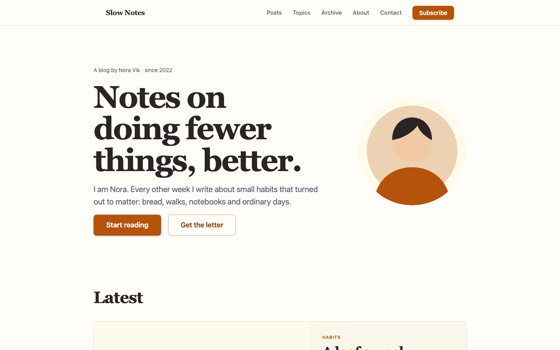 Slow Notes
Posts
Topics
Archive
About
Contact
Subscribe
A blog by Nora Vik · since 2022
Notes on
doing fewer
things, better.
I am Nora. Every other week I write about small habits that turned
out to matter: bread, walks, notebooks and ordinary days.
Start reading
Get the letter
Latest
HABITS